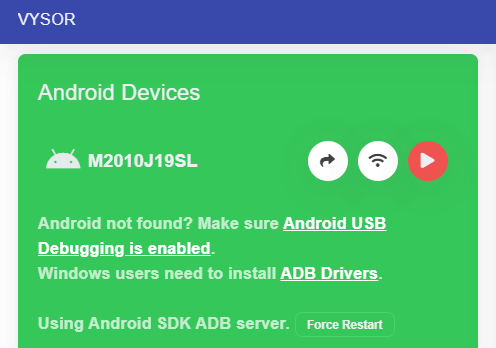 VYSOR
Android Devices
M2010J19SL
Android not found? Make sure Android USB
Debugging is enabled.
Windows users need to install ADB Drivers.
Using Android SDK ADB server. Force Restart